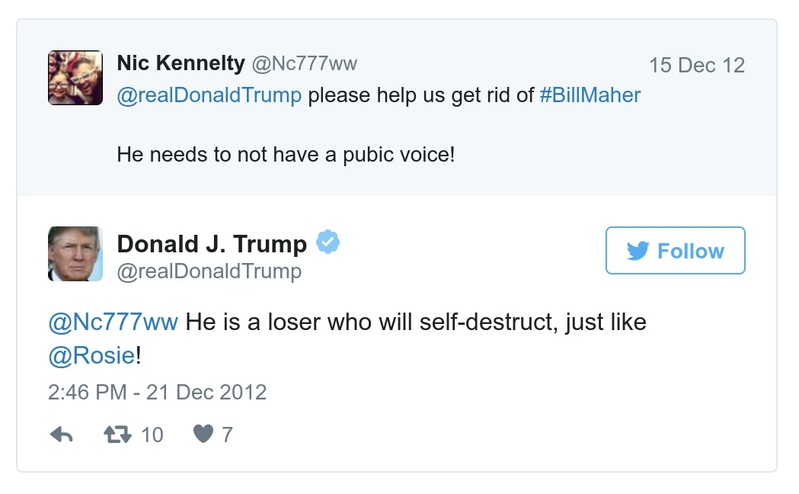 Nic Kennelty @Nc777ww 15 Dec 12
@realDonaldTrump please help us get rid of #BillMaher
He needs to not have a pubic voice!
Donald J. Trump
@realDonaldTrump
Follow
@Nc777ww He is a loser who will self-destruct, just like
@Rosie!
2:46 PM - 21 Dec 2012
10 7